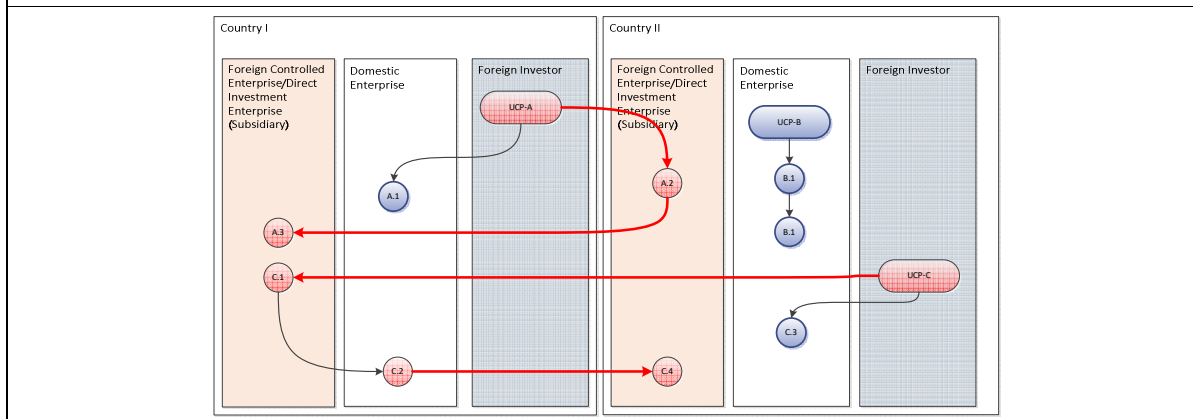 Country I
Foreign Controlled
Enterprise/Direct
Investment
Enterprise
(Subsidiary)
Domestic
Enterprise
Foreign Investor
UCP-A
A.1
A.3
C.1
C.2
Country II
Foreign Controlled
Enterprise/Direct
Investment
Enterprise
(Subsidiary)
Domestic
Enterprise
Foreign Investor
UCP-B
A.2
B.1
B.1
UCP-C
C.3
C.4